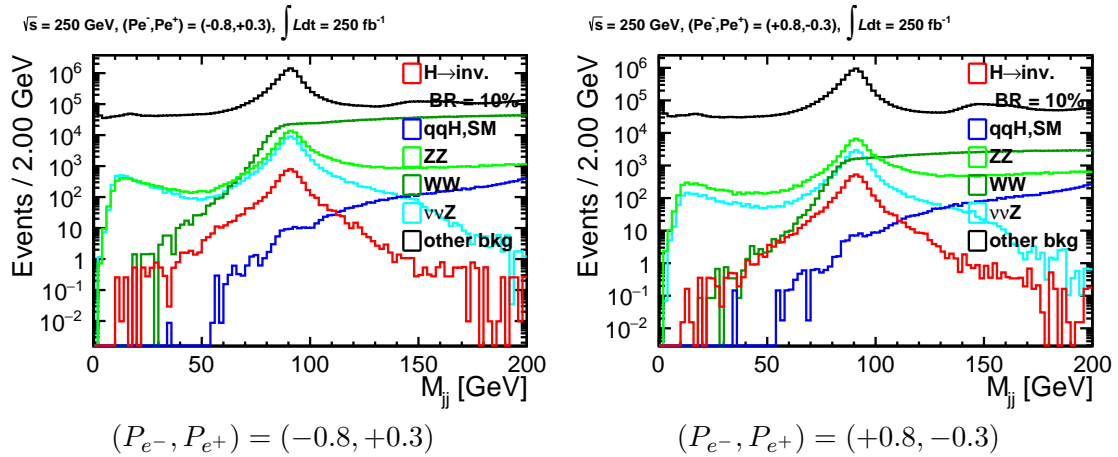 √s = 250 GeV, (Pe⁻,Pe⁺) = (-0.8,+0.3), ∫Ldt = 250 fb⁻¹
Events / 2.00 GeV
10⁶
10⁵
10⁴
10³
10²
10
1
10⁻¹
10⁻²
H→inv.
BR = 10%
qqH,SM
ZZ
WW
ννZ
other bkg
0 50 100 150 200
M_jj [GeV]
(P_e−, P_e+) = (−0.8, +0.3)
√s = 250 GeV, (Pe⁻,Pe⁺) = (+0.8,-0.3), ∫Ldt = 250 fb⁻¹
Events / 2.00 GeV
10⁶
10⁵
10⁴
10³
10²
10
1
10⁻¹
10⁻²
H→inv.
BR = 10%
qqH,SM
ZZ
WW
ννZ
other bkg
0 50 100 150 200
M_jj [GeV]
(P_e−, P_e+) = (+0.8, −0.3)